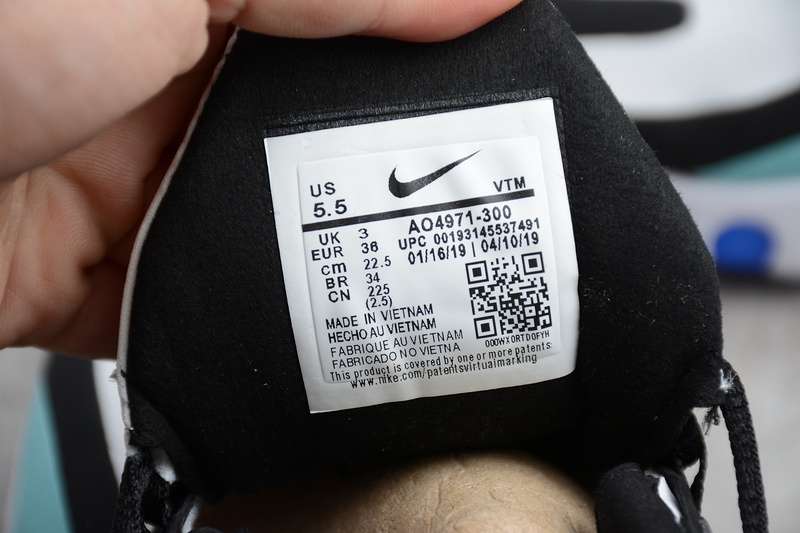 US
5.5
VTM
UK 3
EUR 36
cm 22.5
BR 34
CN 225
(2.5)
AO4971-300
UPC 00193145537491
01/16/19 | 04/10/19
000WX0RTD0FYH
MADE IN VIETNAM
HECHO AU VIETNAM
FABRIQUE AU VIETNAM
FABRICADO NO VIETNA
This product is covered by one or more patents
www.nike.com/patentsvirtualmarking